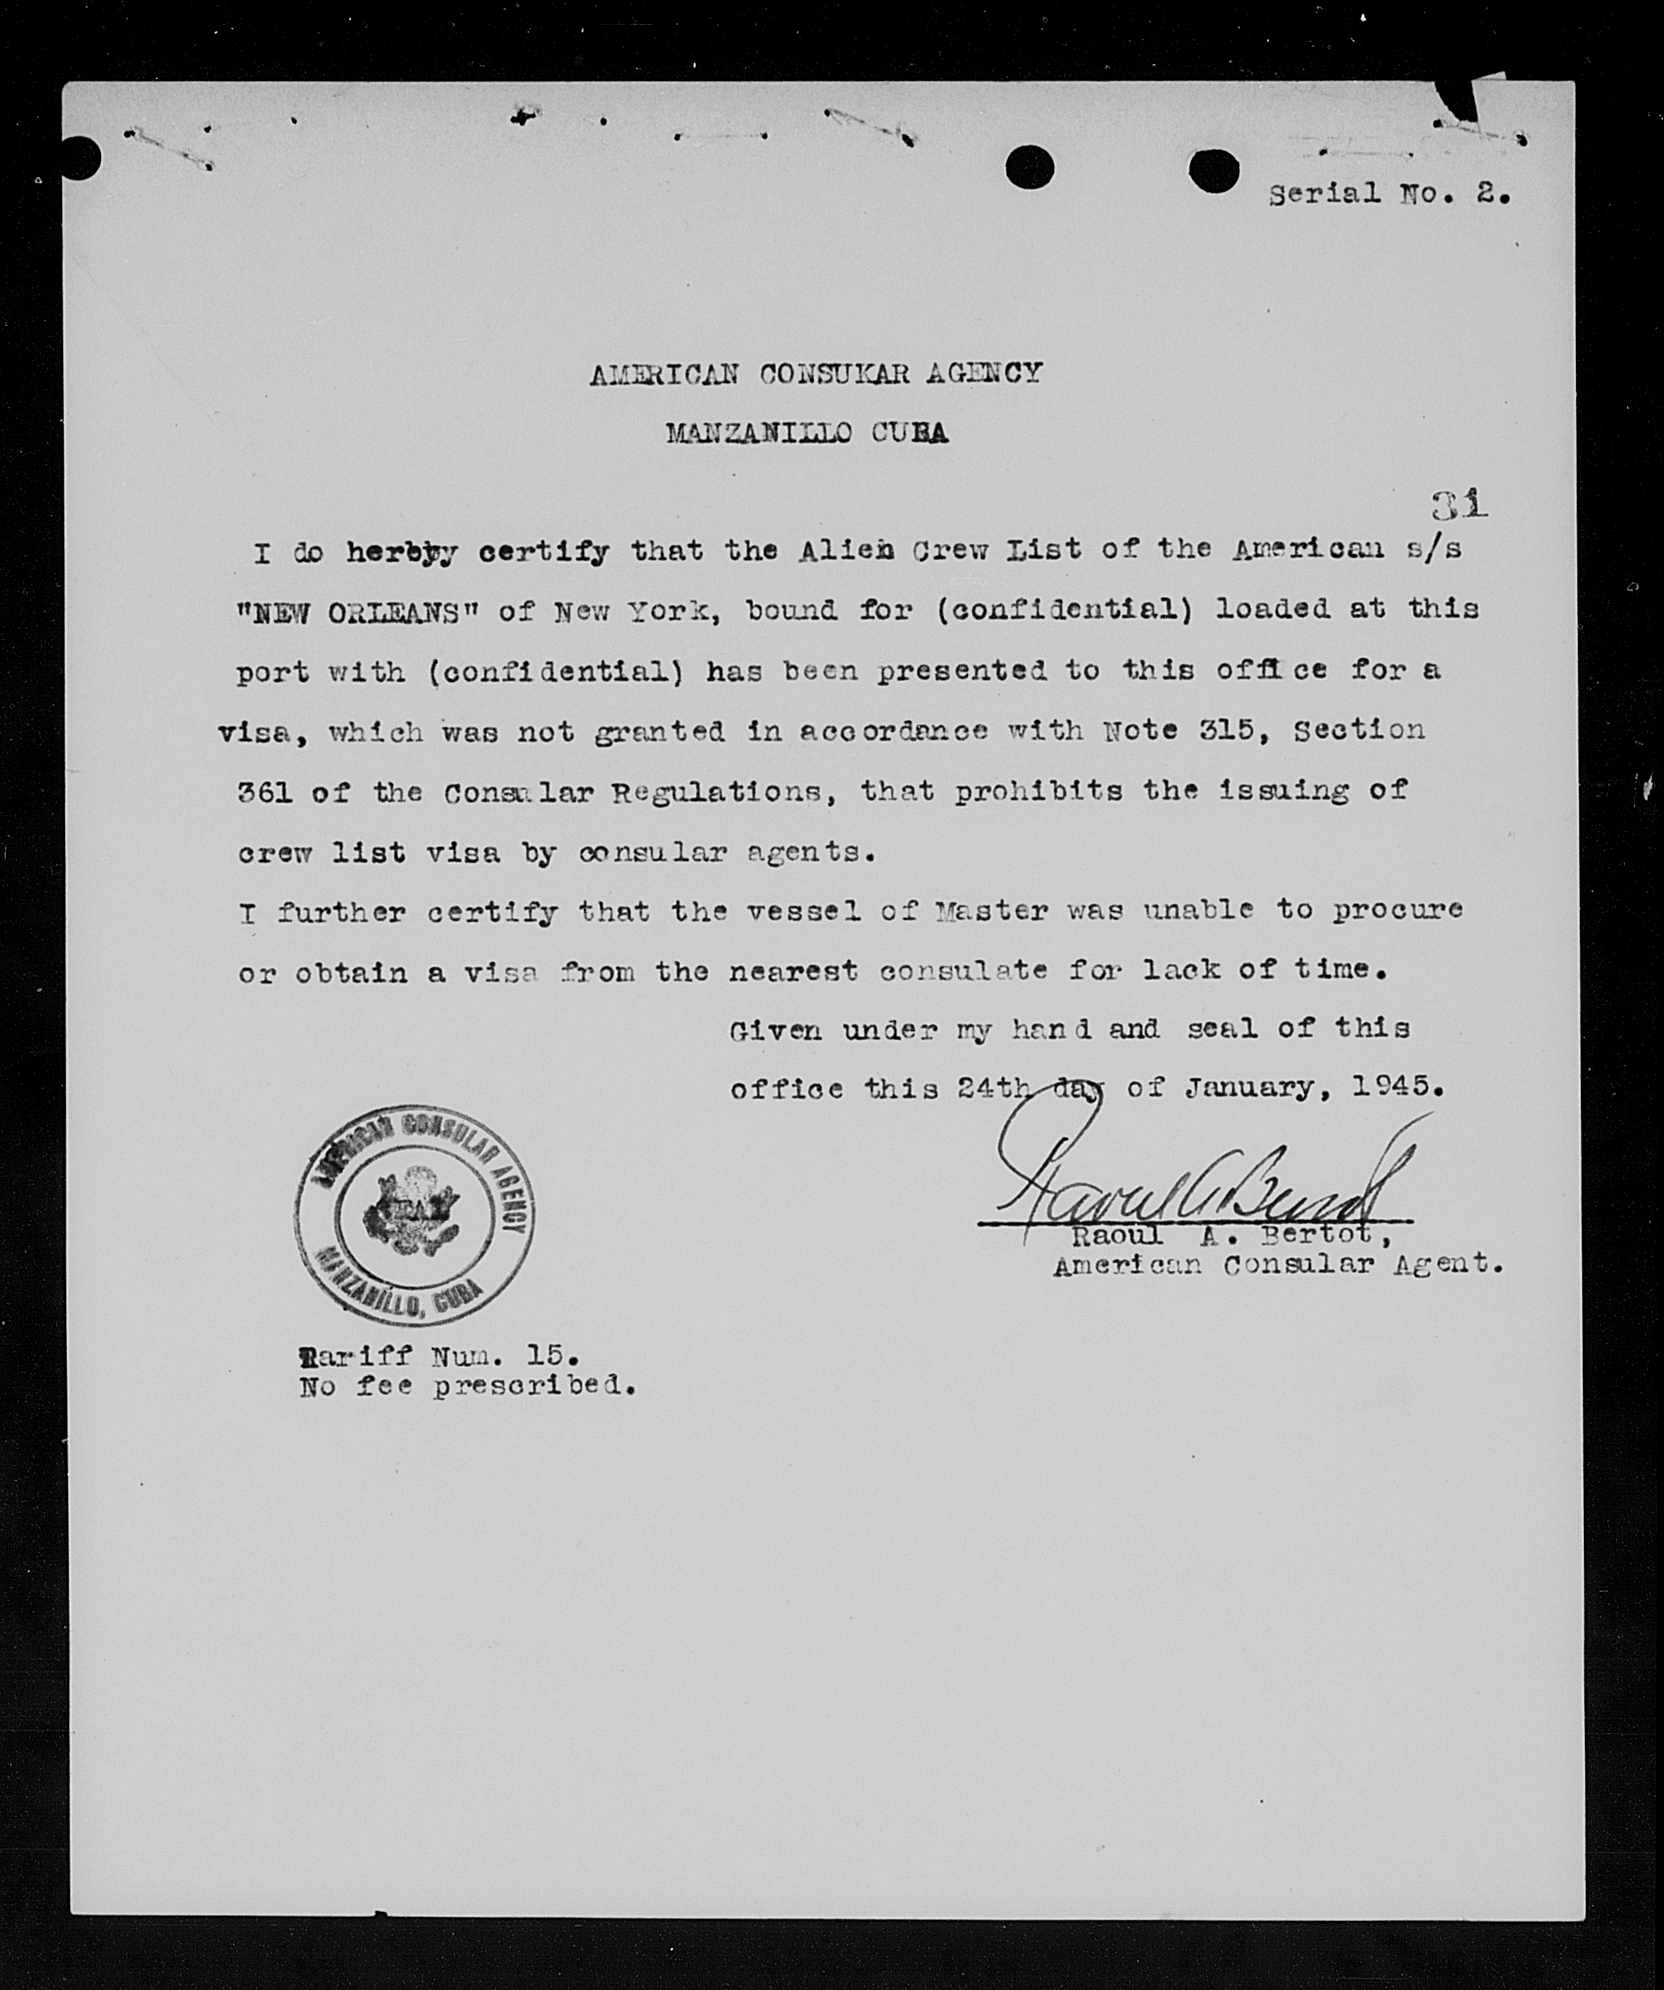 Serial No. 2.
AMERICAN CONSUKAR AGENCY
MANZANILLO CUBA
31
I do herbyy certify that the Alien Crew List of the American s/s
"NEW ORLEANS" of New York, bound for (confidential) loaded at this
port with (confidential) has been presented to this office for a
visa, which was not granted in accordance with Note 315, Section
361 of the Consular Regulations, that prohibits the issuing of
crew list visa by consular agents.
I further certify that the vessel of Master was unable to procure
or obtain a visa from the nearest consulate for lack of time.
Given under my hand and seal of this
office this 24th day of January, 1945.
Raoul A Bertot
Raoul A. Bertot,
American Consular Agent.
AMERICAN CONSULAR AGENCY
MANZANILLO, CUBA
Tariff Num. 15.
No fee prescribed.